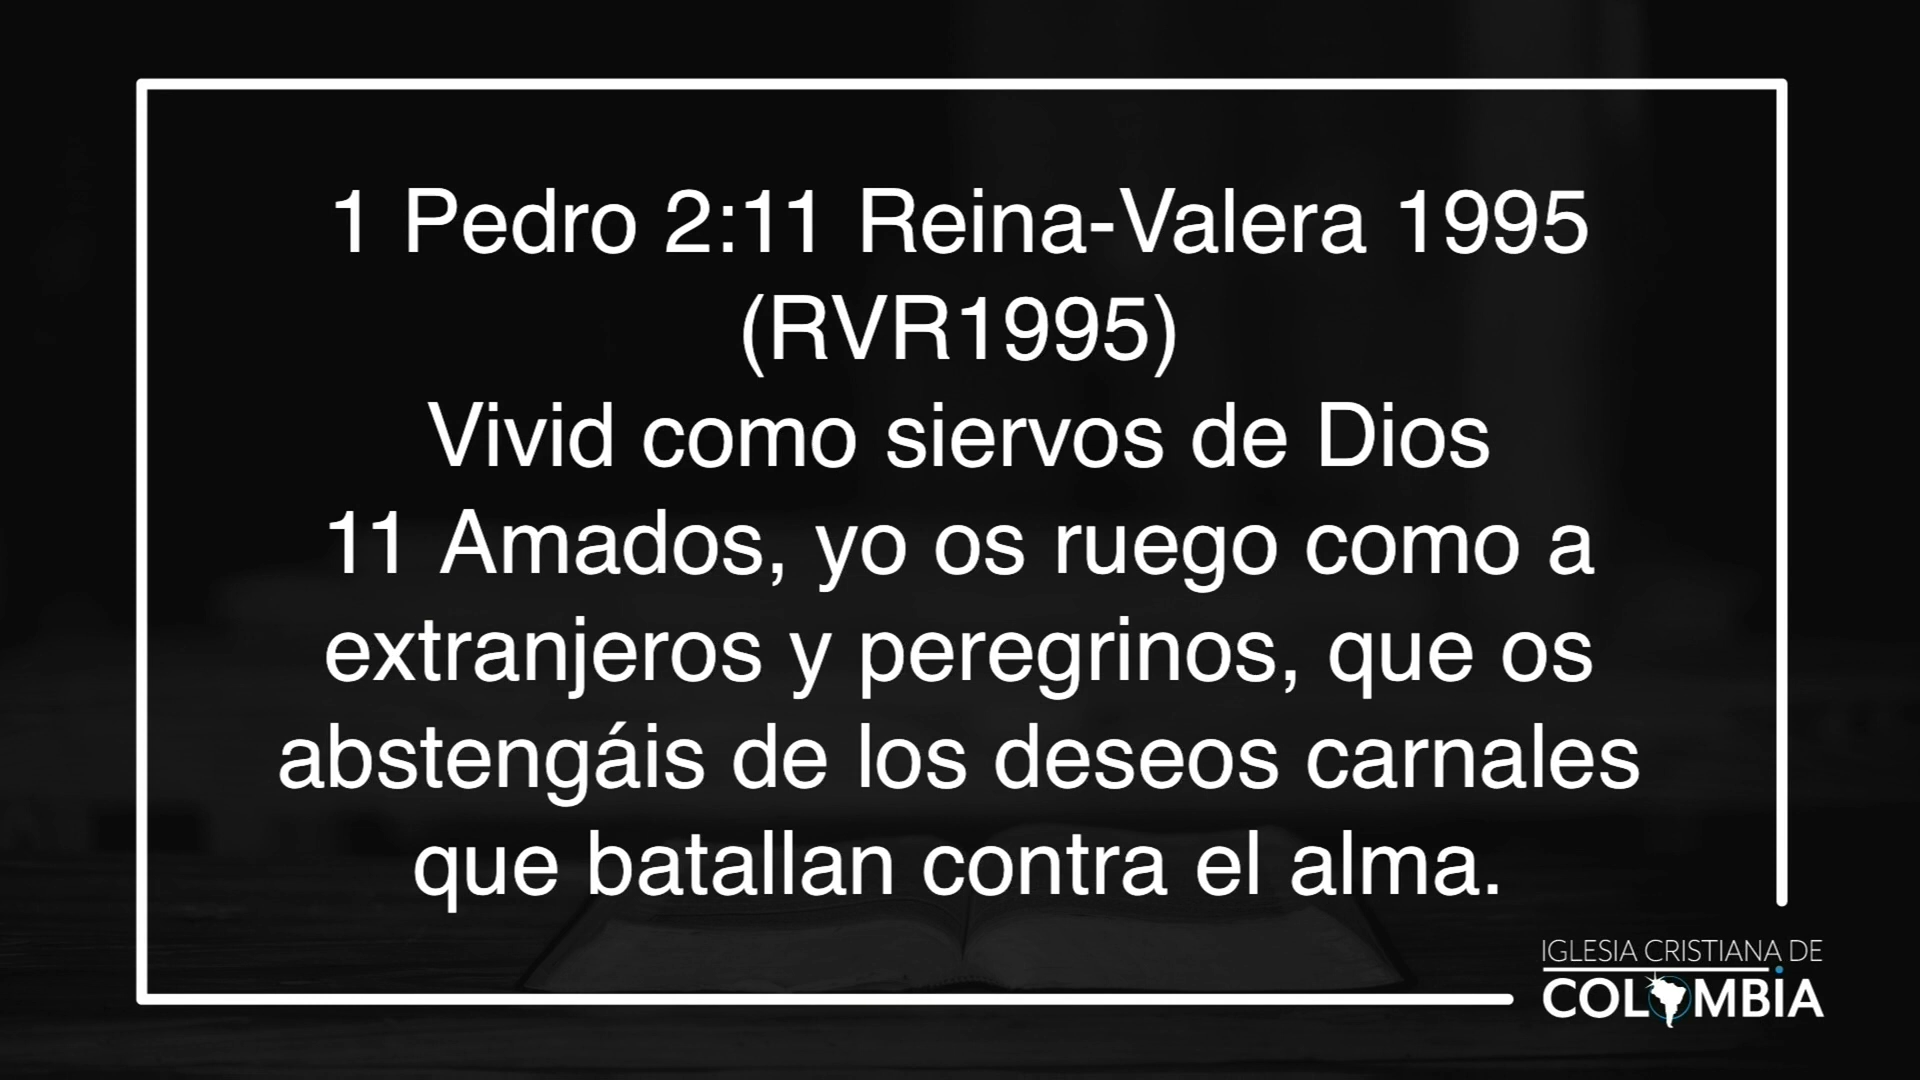 1 Pedro 2:11 Reina-Valera 1995
(RVR1995)
Vivid como siervos de Dios
11 Amados, yo os ruego como a
extranjeros y peregrinos, que os
abstengáis de los deseos carnales
que batallan contra el alma.
IGLESIA CRISTIANA DE
COLOMBIA